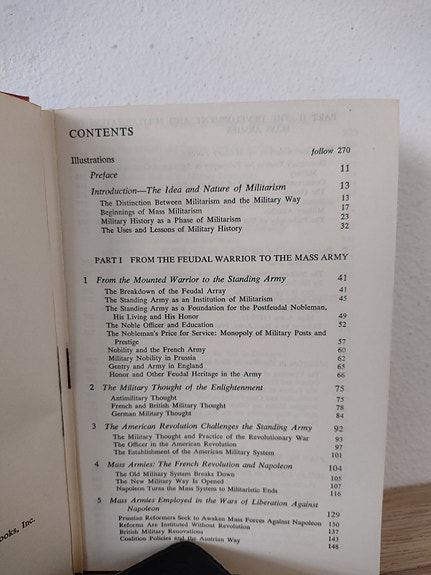 CONTENTS
Illustrations follow 270
Preface 11
Introduction—The Idea and Nature of Militarism 13
The Distinction Between Militarism and the Military Way 13
Beginnings of Mass Militarism 17
Military History as a Phase of Militarism 23
The Uses and Lessons of Military History 32
PART I FROM THE FEUDAL WARRIOR TO THE MASS ARMY
1 From the Mounted Warrior to the Standing Army 41
The Breakdown of the Feudal Array 41
The Standing Army as an Institution of Militarism 45
The Standing Army as a Foundation for the Postfeudal Nobleman,
His Living and His Honor 49
The Noble Officer and Education 52
The Nobleman's Price for Service: Monopoly of Military Posts and
Prestige 57
Nobility and the French Army 60
Military Nobility in Prussia 62
Gentry and Army in England 65
Honor and Other Feudal Heritage in the Army 66
2 The Military Thought of the Enlightenment 75
Antimilitary Thought 75
French and British Military Thought 78
German Military Thought 84
3 The American Revolution Challenges the Standing Army 92
The Military Thought and Practice of the Revolutionary War 93
The Officer in the American Revolution 97
The Establishment of the American Military System 101
4 Mass Armies: The French Revolution and Napoleon 104
The Old Military System Breaks Down 105
The New Military Way Is Opened 107
Napoleon Turns the Mass System to Militaristic Ends 116
5 Mass Armies Employed in the Wars of Liberation Against
Napoleon 129
Prussian Reformers Seek to Awaken Mass Forces Against Napoleon 130
Reforms Are Instituted Without Revolution 137
British Military Renovations 143
Coalition Policies and the Austrian Way 148
ooks, Inc.